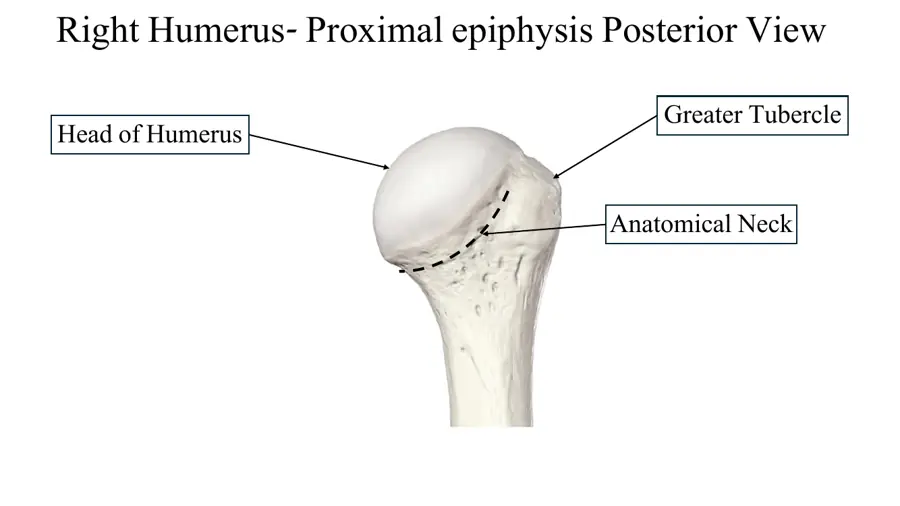 Right Humerus- Proximal epiphysis Posterior View
Greater Tubercle
Head of Humerus
Anatomical Neck